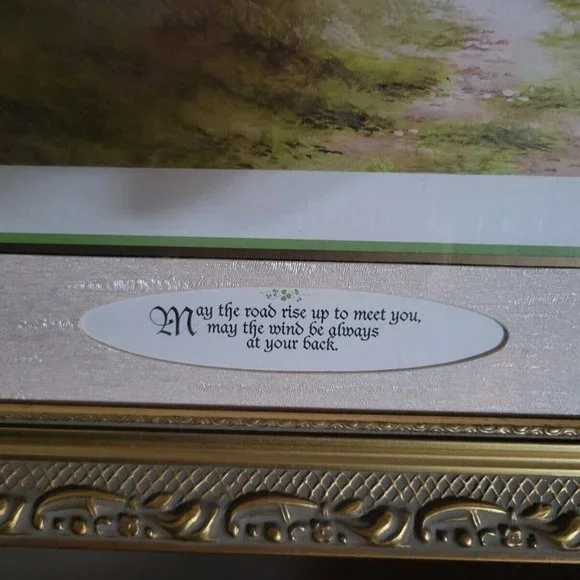 May the road rise up to meet you,
may the wind be always
at your back.